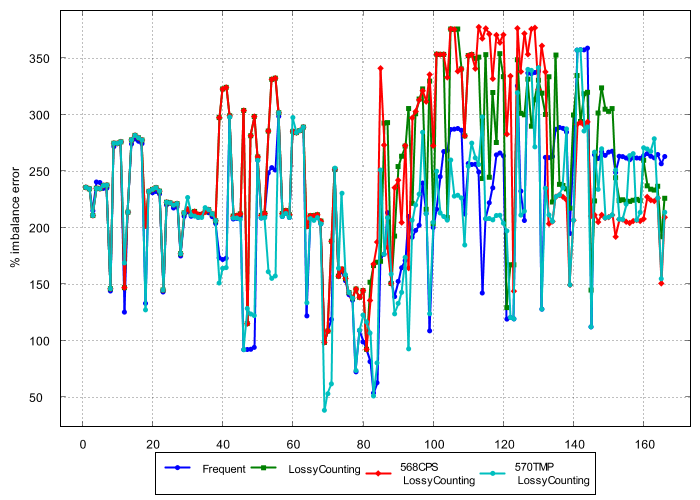 % imbalance error
350
300
250
200
150
100
50
0 20 40 60 80 100 120 140 160
Frequent
LossyCounting
568CPS
LossyCounting
570TMP
LossyCounting